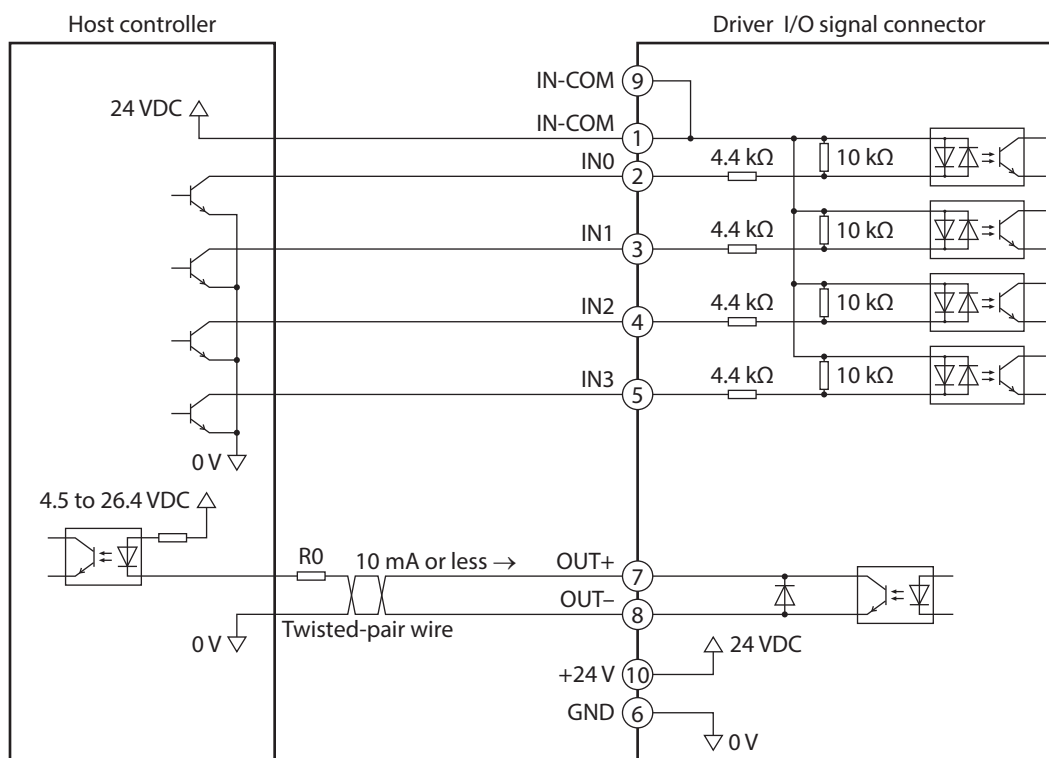 Host controller
Driver I/O signal connector
IN-COM 9
24 VDC
IN-COM 1
IN0 2 4.4 kΩ 10 kΩ
IN1 3 4.4 kΩ 10 kΩ
IN2 4 4.4 kΩ 10 kΩ
IN3 5 4.4 kΩ 10 kΩ
0 V
4.5 to 26.4 VDC
R0 10 mA or less → OUT+ 7
OUT– 8
0 V
Twisted-pair wire
24 VDC
+24 V 10
GND 6
0 V